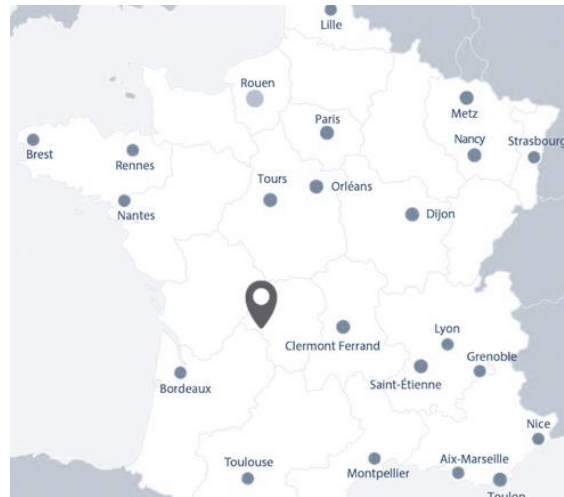 Lille
Rouen
Metz
Paris
Brest
Rennes
Nancy
Strasbourg
Tours
Orléans
Nantes
Dijon
Lyon
Clermont Ferrand
Grenoble
Saint-Étienne
Bordeaux
Nice
Toulouse
Montpellier
Aix-Marseille
Toulon